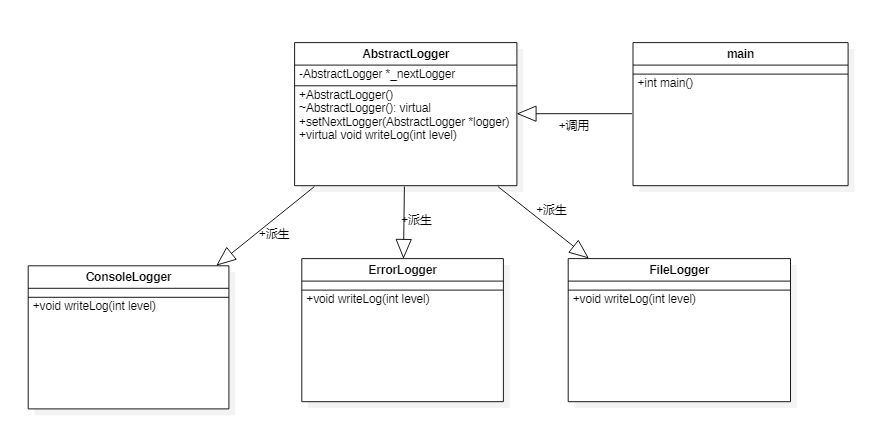 AbstractLogger
-AbstractLogger *_nextLogger
+AbstractLogger()
~AbstractLogger(): virtual
+setNextLogger(AbstractLogger *logger)
+virtual void writeLog(int level)
main
+int main()
+调用
+派生
+派生
+派生
ConsoleLogger
+void writeLog(int level)
ErrorLogger
+void writeLog(int level)
FileLogger
+void writeLog(int level)